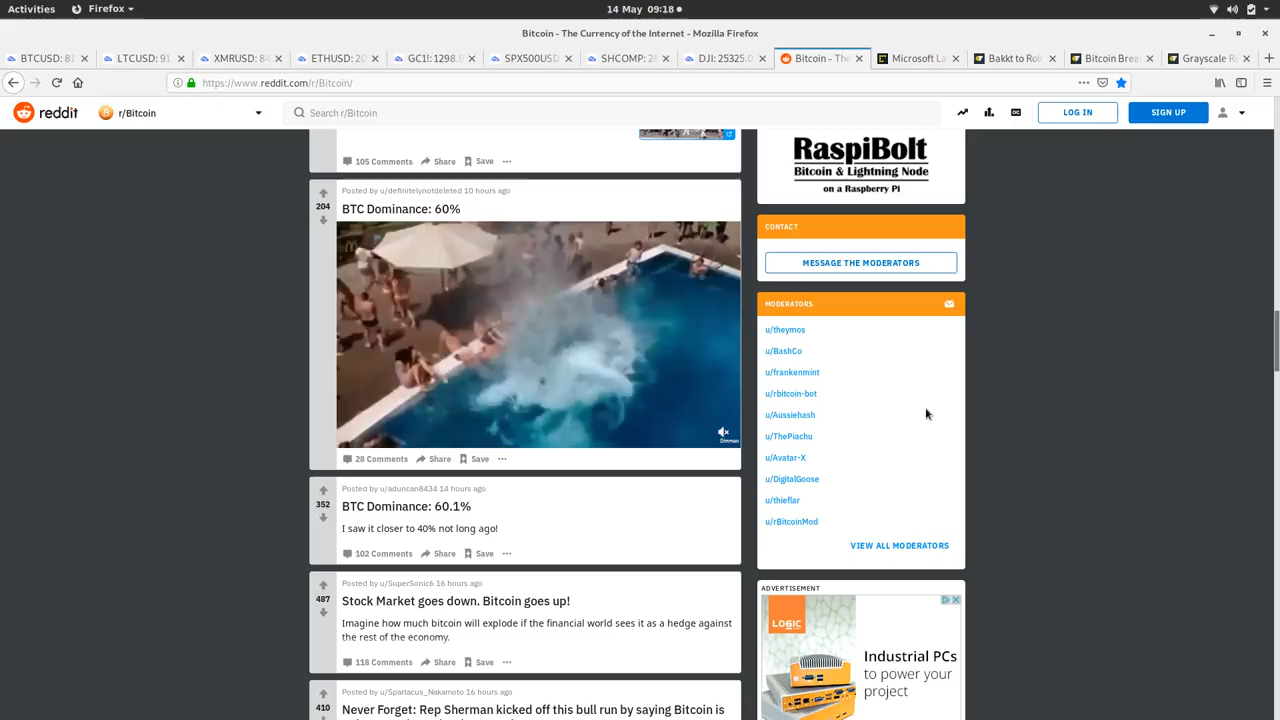 Activities
Firefox
14 May 09:18
Bitcoin - The Currency of the Internet - Mozilla Firefox
BTCUSD: 81
LTCUSD: 91
XMRUSD: 84
ETHUSD: 20
GC1!: 1298.
SPX500USD
SHCOMP: 28
DJI: 25325.0
Bitcoin - The
Microsoft La
Bakkt to Roll
Bitcoin Brea
Grayscale R
https://www.reddit.com/r/Bitcoin/
reddit
r/Bitcoin
Search r/Bitcoin
LOG IN
SIGN UP
105 Comments Share Save
204
Posted by u/definitelynotdeleted 10 hours ago
BTC Dominance: 60%
Dimmao
28 Comments Share Save
352
Posted by u/aduncan8434 14 hours ago
BTC Dominance: 60.1%
I saw it closer to 40% not long ago!
102 Comments Share Save
487
Posted by u/SuperSonic6 16 hours ago
Stock Market goes down. Bitcoin goes up!
Imagine how much bitcoin will explode if the financial world sees it as a hedge against
the rest of the economy.
118 Comments Share Save
410
Posted by u/Spartacus_Nakamoto 16 hours ago
Never Forget: Rep Sherman kicked off this bull run by saying Bitcoin is
RaspiBolt
Bitcoin & Lightning Node
on a Raspberry Pi
CONTACT
MESSAGE THE MODERATORS
MODERATORS
u/theymos
u/BashCo
u/frankenmint
u/rbitcoin-bot
u/Aussiehash
u/ThePiachu
u/Avatar-X
u/DigitalGoose
u/thieflar
u/rBitcoinMod
VIEW ALL MODERATORS
ADVERTISEMENT
LOGIC
Industrial PCs
to power your
project